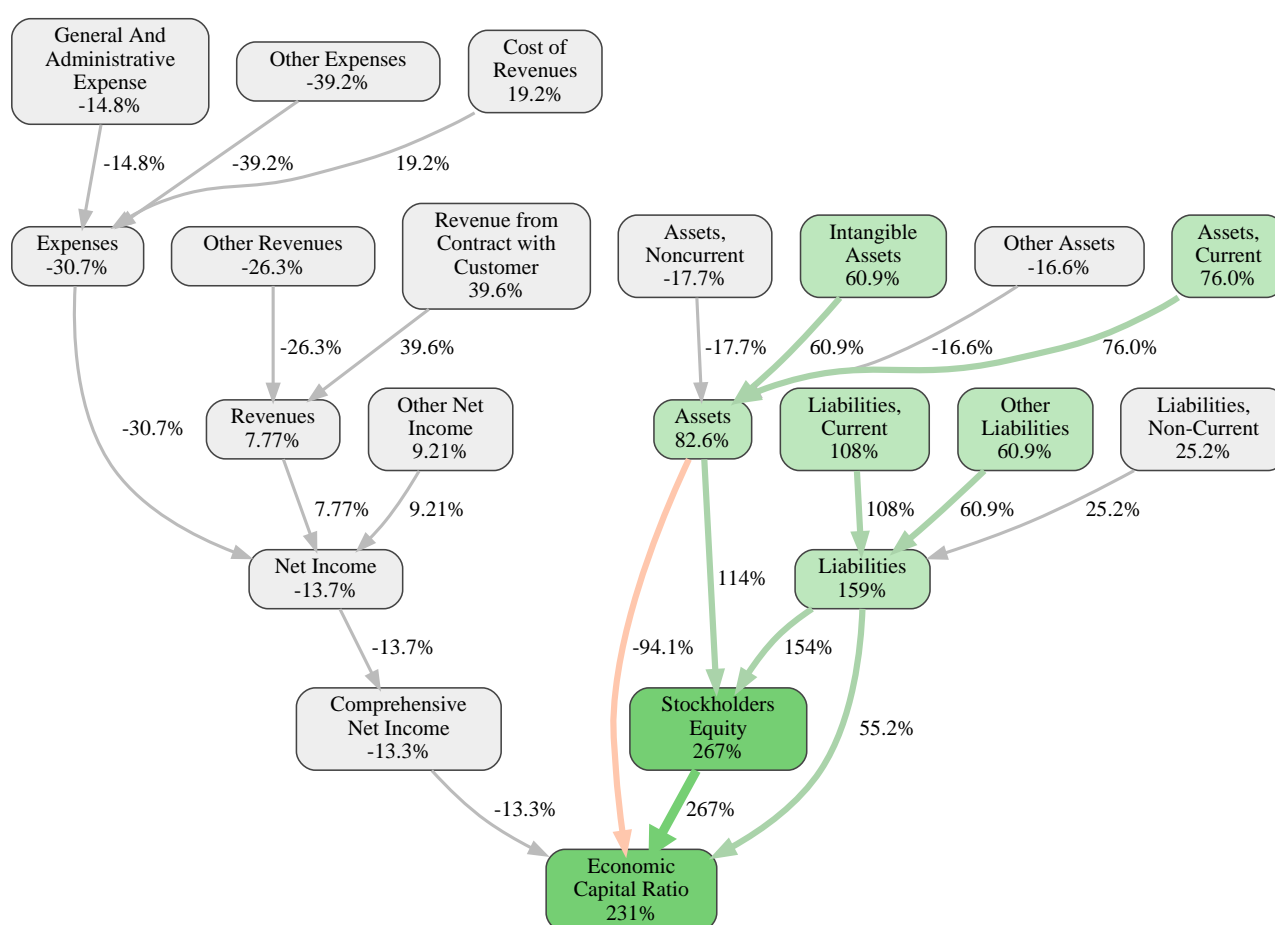 General And
Administrative
Expense
-14.8%
Other Expenses
-39.2%
Cost of
Revenues
19.2%
-14.8%
-39.2%
19.2%
Expenses
-30.7%
Other Revenues
-26.3%
Revenue from
Contract with
Customer
39.6%
Assets,
Noncurrent
-17.7%
Intangible
Assets
60.9%
Other Assets
-16.6%
Assets,
Current
76.0%
-26.3%
39.6%
-17.7%
60.9%
-16.6%
76.0%
-30.7%
Revenues
7.77%
Other Net
Income
9.21%
Assets
82.6%
Liabilities,
Current
108%
Other
Liabilities
60.9%
Liabilities,
Non-Current
25.2%
7.77%
9.21%
108%
60.9%
25.2%
Net Income
-13.7%
114%
Liabilities
159%
-13.7%
-94.1%
154%
Comprehensive
Net Income
-13.3%
Stockholders
Equity
267%
55.2%
-13.3%
267%
Economic
Capital Ratio
231%